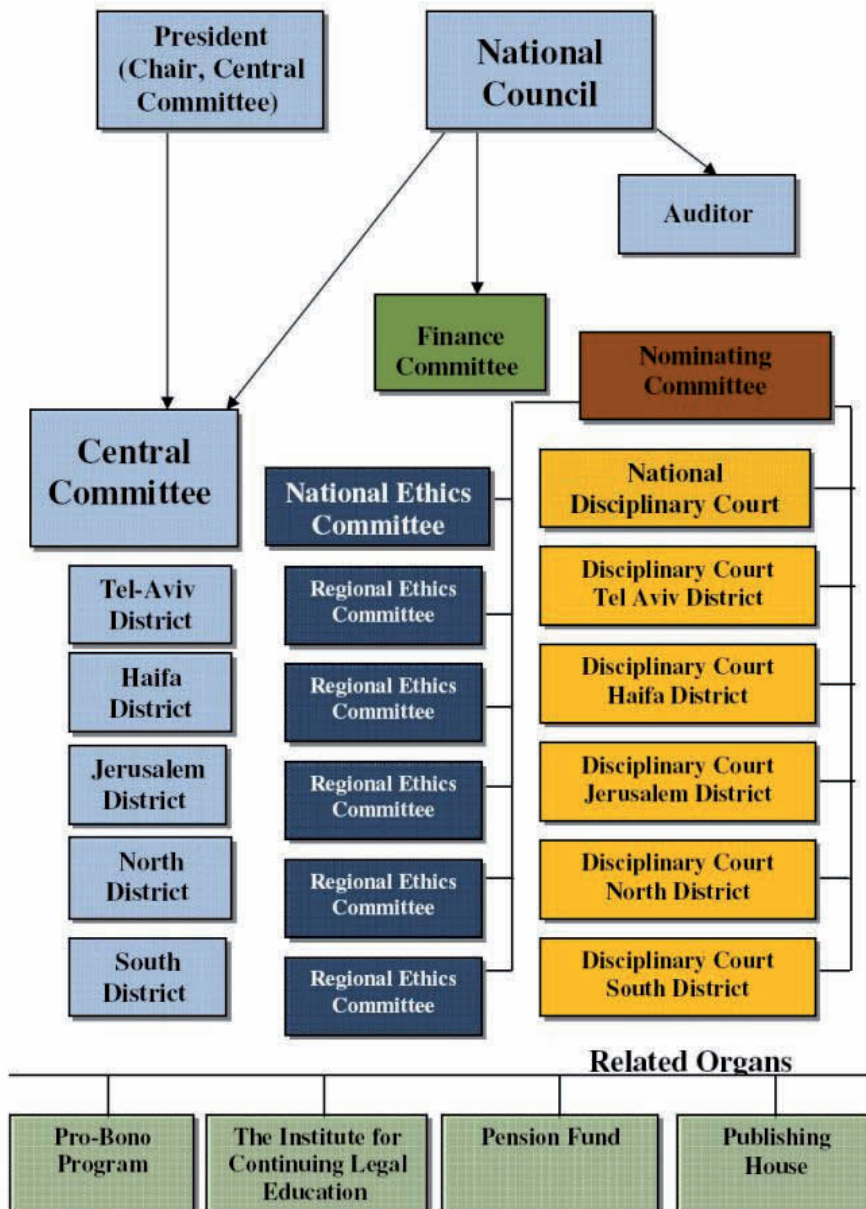 President
(Chair, Central
Committee)
National
Council
Auditor
Finance
Committee
Nominating
Committee
Central
Committee
National Ethics
Committee
National
Disciplinary Court
Tel-Aviv
District
Regional Ethics
Committee
Disciplinary Court
Tel Aviv District
Haifa
District
Regional Ethics
Committee
Disciplinary Court
Haifa District
Jerusalem
District
Regional Ethics
Committee
Disciplinary Court
Jerusalem District
North
District
Regional Ethics
Committee
Disciplinary Court
North District
South
District
Regional Ethics
Committee
Disciplinary Court
South District
Related Organs
Pro-Bono
Program
The Institute for
Continuing Legal
Education
Pension Fund
Publishing
House